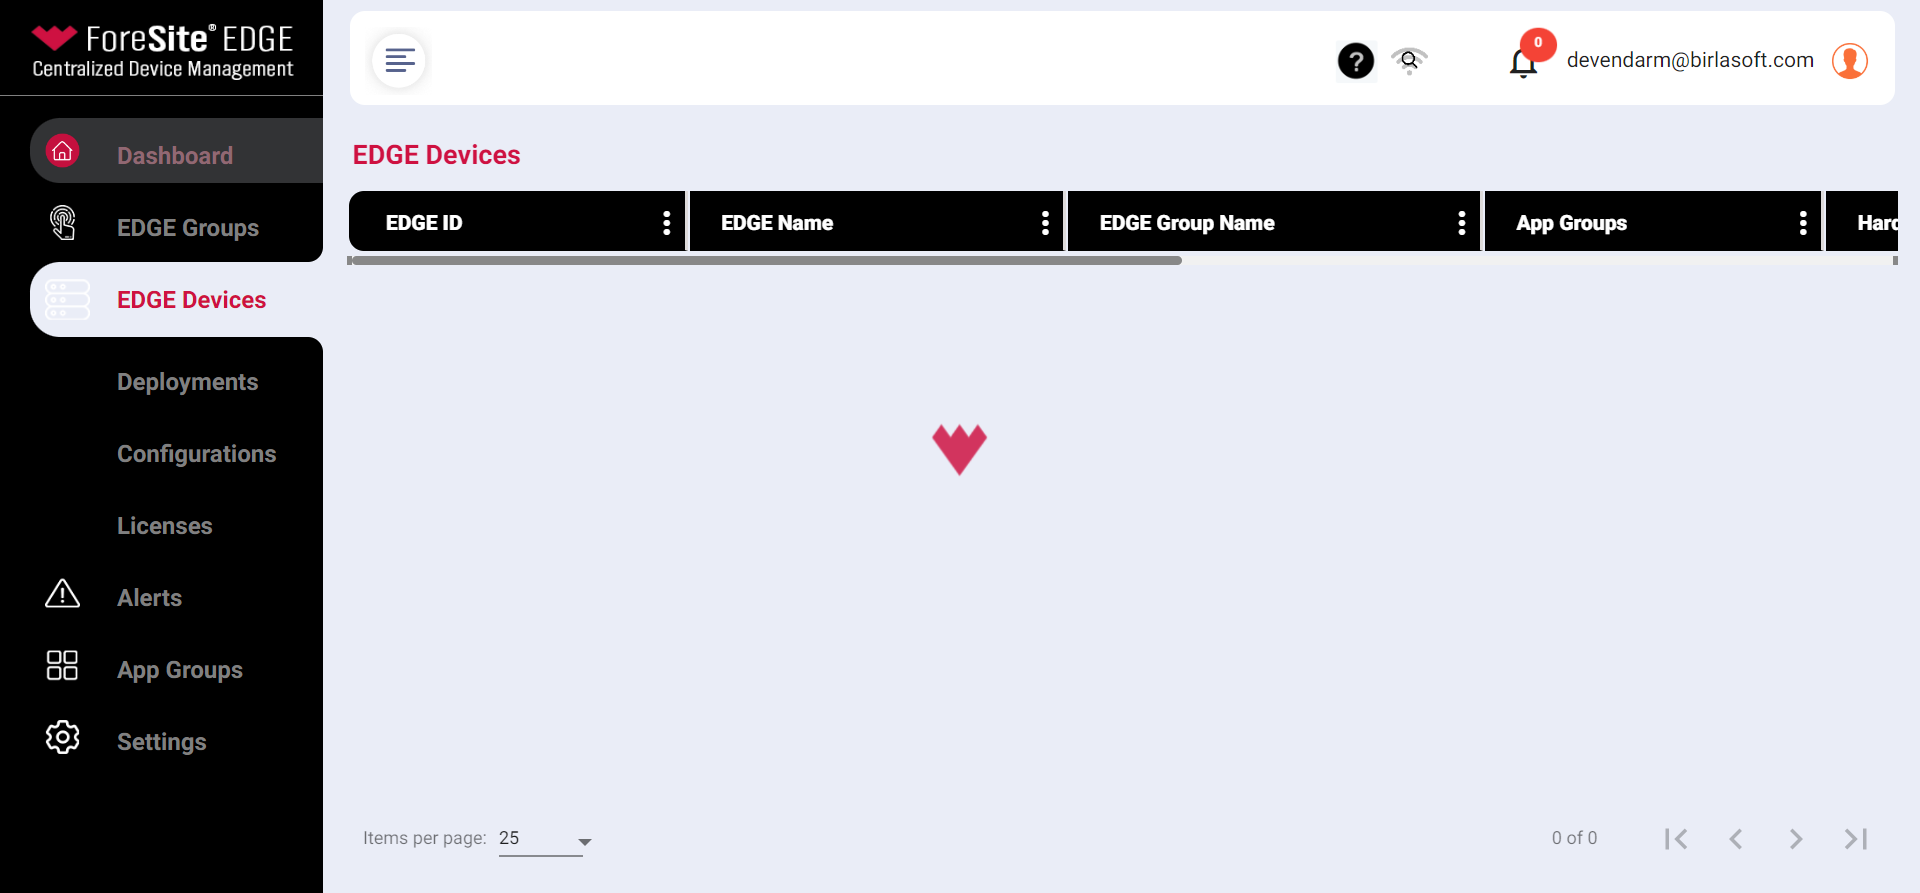 ForeSite® EDGE
Centralized Device Management
Dashboard
EDGE Groups
EDGE Devices
Deployments
Configurations
Licenses
Alerts
App Groups
Settings
?
0
devendarm@birlasoft.com
EDGE Devices
EDGE ID
EDGE Name
EDGE Group Name
App Groups
Hard
Items per page: 25
0 of 0